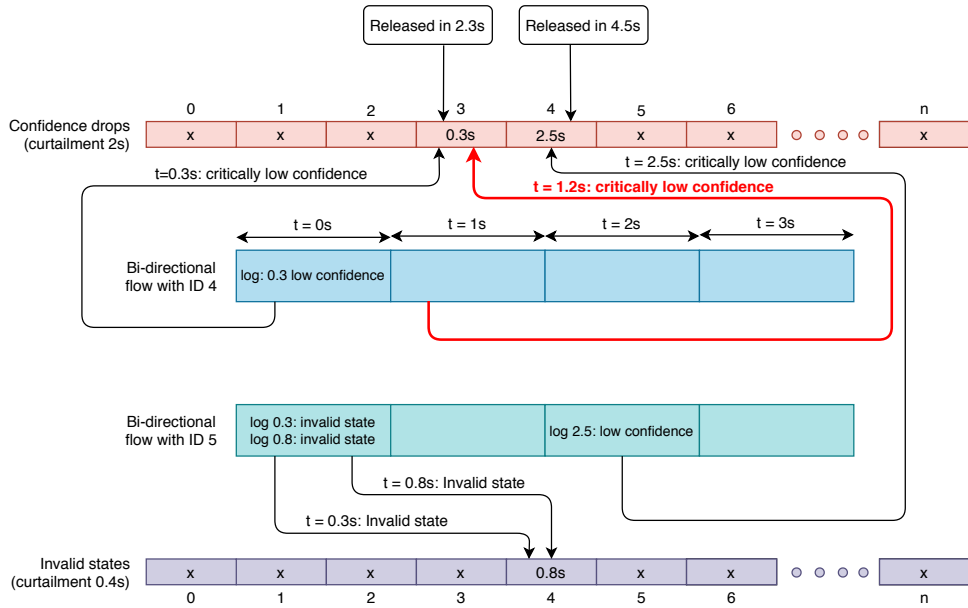 Released in 2.3s
Released in 4.5s
0 1 2 3 4 5 6 n
Confidence drops
(curtailment 2s)
x x x 0.3s 2.5s x x x
t=0.3s: critically low confidence
t = 2.5s: critically low confidence
t = 1.2s: critically low confidence
t = 0s t = 1s t = 2s t = 3s
Bi-directional
flow with ID 4
log: 0.3 low confidence
Bi-directional
flow with ID 5
log 0.3: invalid state
log 0.8: invalid state
log 2.5: low confidence
t = 0.8s: Invalid state
t = 0.3s: Invalid state
Invalid states
(curtailment 0.4s)
x x x x 0.8s x x x
0 1 2 3 4 5 6 n